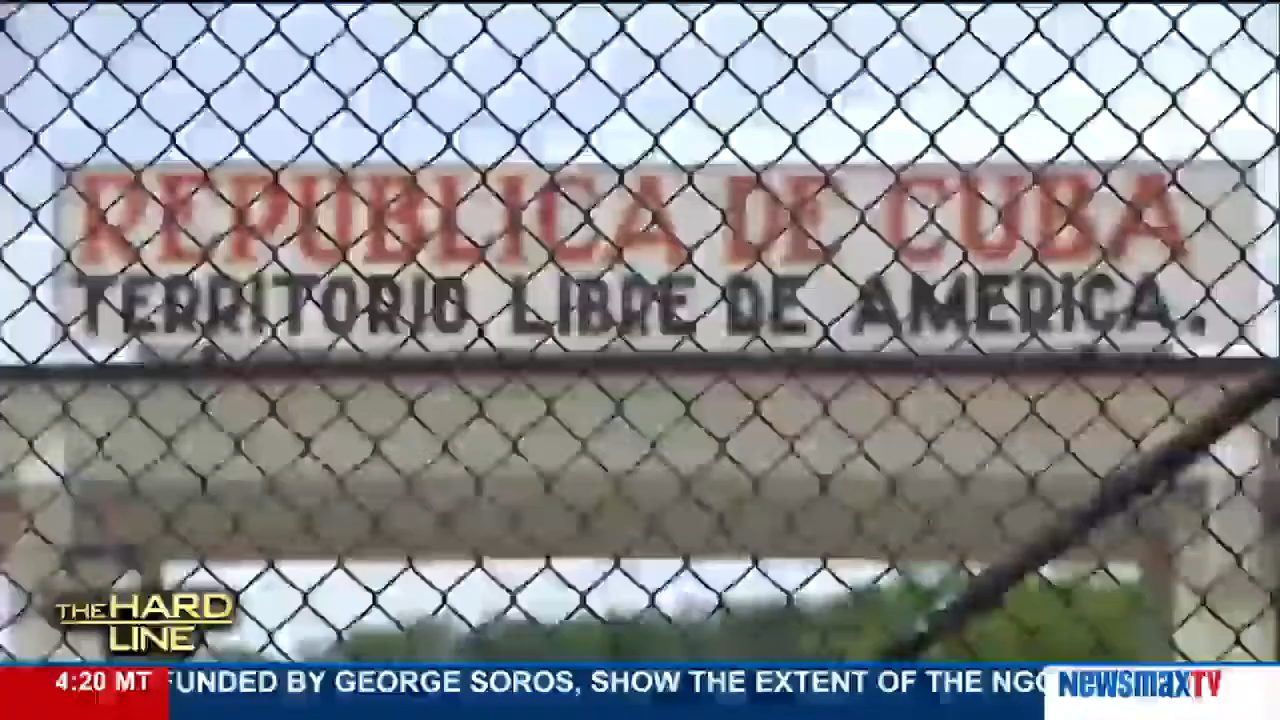 REPUBLICA DE CUBA
TERRITORIO LIBRE DE AMERICA.
THE HARD
LINE
4:20 MT FUNDED BY GEORGE SOROS, SHOW THE EXTENT OF THE NGO NewsmaxTV